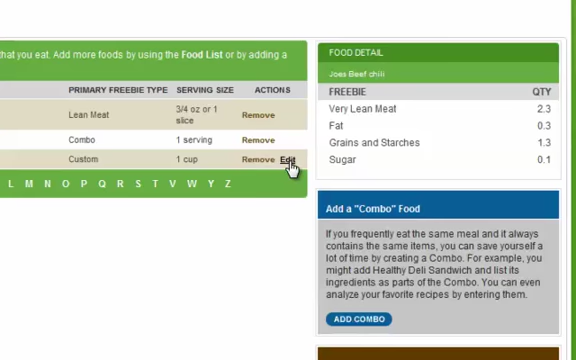 that you eat. Add more foods by using the Food List or by adding a
PRIMARY FREEBIE TYPE SERVING SIZE ACTIONS
Lean Meat 3/4 oz or 1 slice Remove
Combo 1 serving Remove
Custom 1 cup Remove Edit
L M N O P Q R S T V W Y Z
FOOD DETAIL
Joes Beef chili
FREEBIE QTY
Very Lean Meat 2.3
Fat 0.3
Grains and Starches 1.3
Sugar 0.1
Add a "Combo" Food
If you frequently eat the same meal and it always
contains the same items, you can save yourself a
lot of time by creating a Combo. For example, you
might add Healthy Deli Sandwich and list its
ingredients as parts of the Combo. You can even
analyze your favorite recipes by entering them.
ADD COMBO